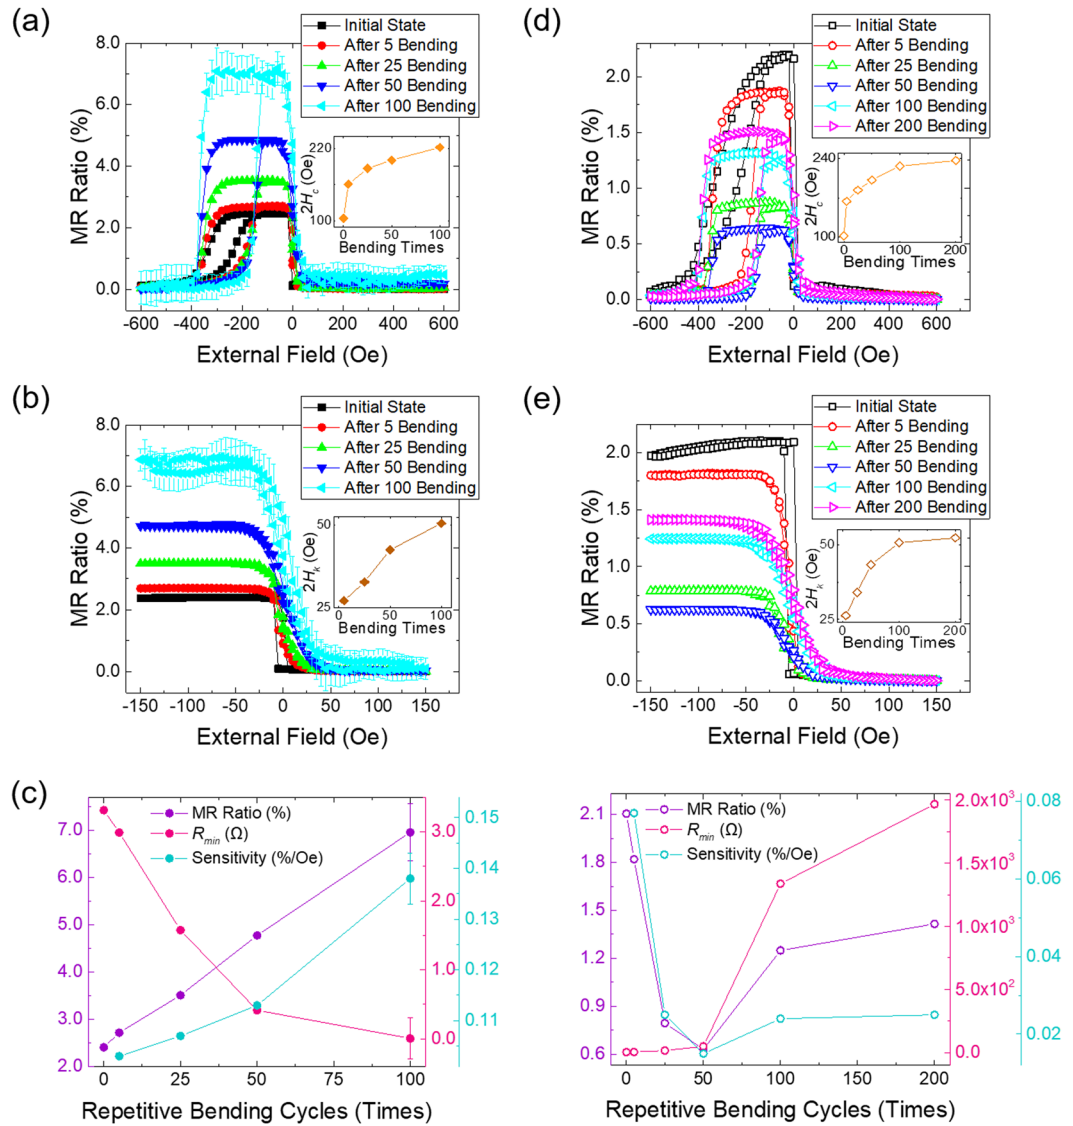 (a)
Initial State
After 5 Bending
After 25 Bending
After 50 Bending
After 100 Bending
8.0
6.0
4.0
2.0
0.0
MR Ratio (%)
220
100
2Hc (Oe)
0
50
100
Bending Times
-600 -400 -200 0 200 400 600
External Field (Oe)
(d)
Initial State
After 5 Bending
After 25 Bending
After 50 Bending
After 100 Bending
After 200 Bending
2.0
1.5
1.0
0.5
0.0
MR Ratio (%)
240
100
2Hc (Oe)
0
100
200
Bending Times
-600 -400 -200 0 200 400 600
External Field (Oe)
(b)
Initial State
After 5 Bending
After 25 Bending
After 50 Bending
After 100 Bending
8.0
6.0
4.0
2.0
0.0
MR Ratio (%)
50
25
2Hk (Oe)
0
50
100
Bending Times
-150 -100 -50 0 50 100 150
External Field (Oe)
(e)
Initial State
After 5 Bending
After 25 Bending
After 50 Bending
After 100 Bending
After 200 Bending
2.0
1.5
1.0
0.5
0.0
MR Ratio (%)
50
25
2Hk (Oe)
0
100
200
Bending Times
-150 -100 -50 0 50 100 150
External Field (Oe)
(c)
MR Ratio (%)
Rmin (Ω)
Sensitivity (%/Oe)
7.0
6.0
5.0
4.0
3.0
2.0
3.0
2.0
1.0
0.0
0.15
0.14
0.13
0.12
0.11
0 25 50 75 100
Repetitive Bending Cycles (Times)
MR Ratio (%)
Rmin (Ω)
Sensitivity (%/Oe)
2.1
1.8
1.5
1.2
0.9
0.6
2.0x10³
1.5x10³
1.0x10³
5.0x10²
0.0
0.08
0.06
0.04
0.02
0 50 100 150 200
Repetitive Bending Cycles (Times)